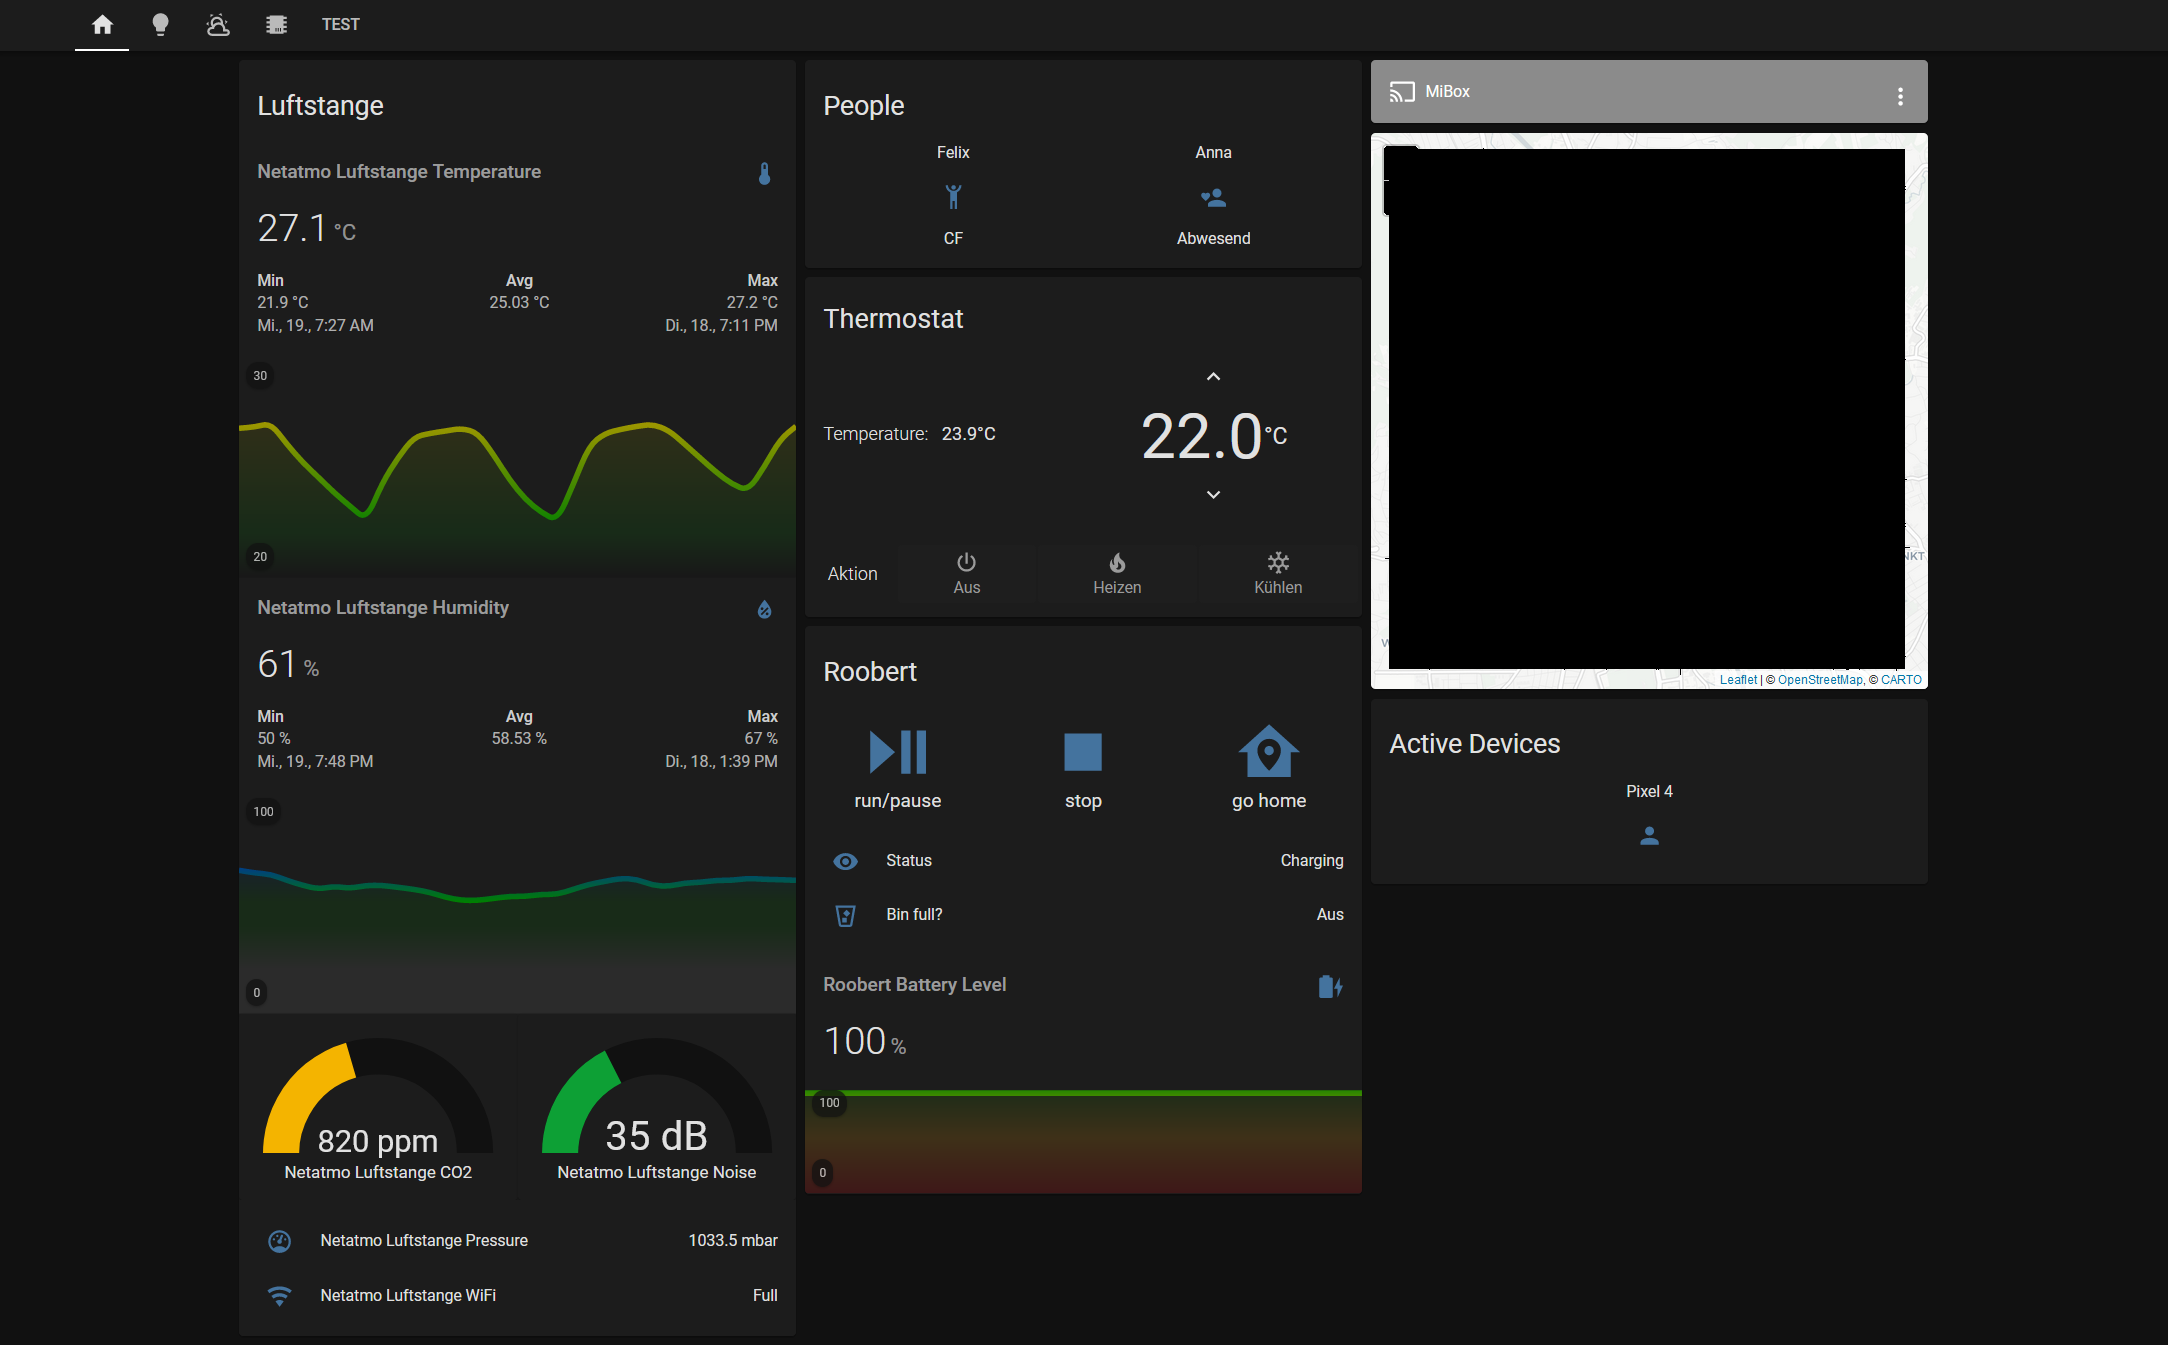 TEST
Luftstange
Netatmo Luftstange Temperature
27.1 °C
Min Avg Max
21.9 °C 25.03 °C 27.2 °C
Mi., 19., 7:27 AM Di., 18., 7:11 PM
30
20
Netatmo Luftstange Humidity
61 %
Min Avg Max
50 % 58.53 % 67 %
Mi., 19., 7:48 PM Di., 18., 1:39 PM
100
0
820 ppm
Netatmo Luftstange CO2
35 dB
Netatmo Luftstange Noise
Netatmo Luftstange Pressure 1033.5 mbar
Netatmo Luftstange WiFi Full
People
Felix Anna
CF Abwesend
Thermostat
Temperature: 23.9°C
22.0 °C
Aktion Aus Heizen Kühlen
Roobert
run/pause stop go home
Status Charging
Bin full? Aus
Roobert Battery Level
100 %
100
0
MiBox
Leaflet | © OpenStreetMap, © CARTO
Active Devices
Pixel 4